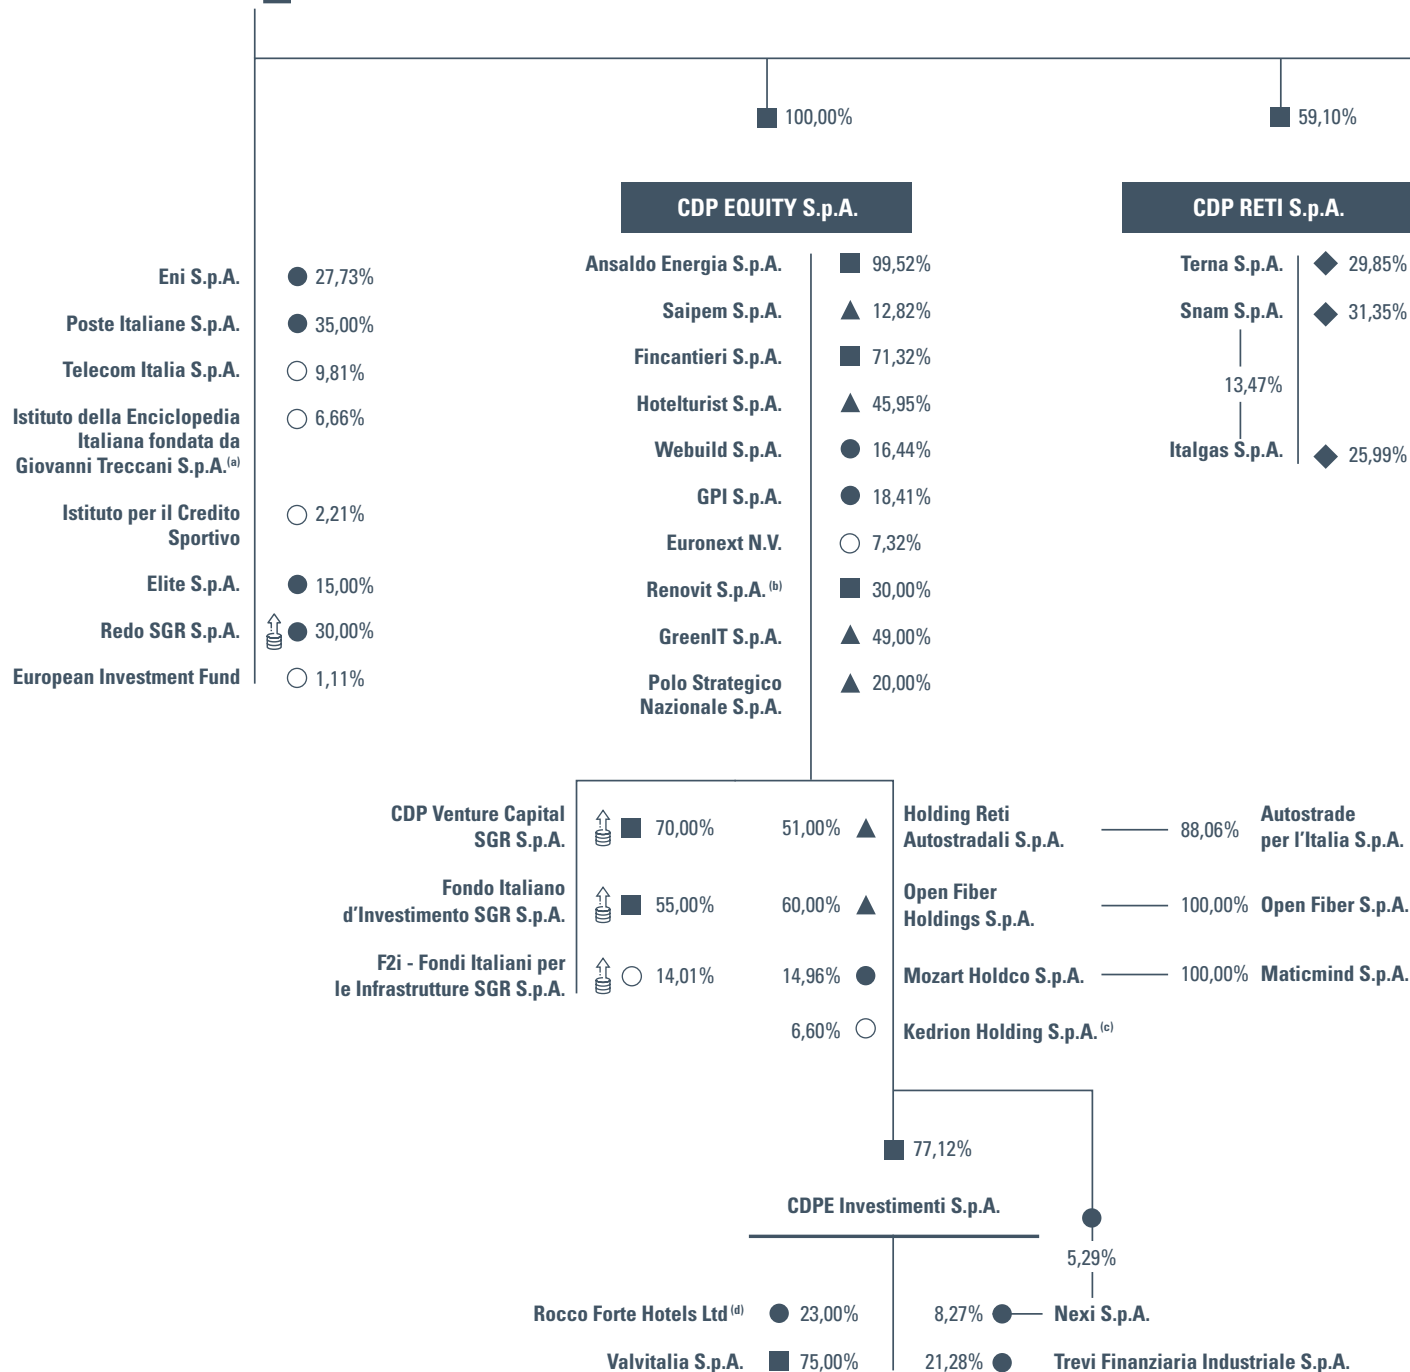 100,00%
59,10%
CDP EQUITY S.p.A.
CDP RETI S.p.A.
Eni S.p.A. 27,73%
Poste Italiane S.p.A. 35,00%
Telecom Italia S.p.A. 9,81%
Istituto della Enciclopedia 6,66%
Italiana fondata da
Giovanni Treccani S.p.A.(a)
Istituto per il Credito 2,21%
Sportivo
Elite S.p.A. 15,00%
Redo SGR S.p.A. 30,00%
European Investment Fund 1,11%
Ansaldo Energia S.p.A. 99,52%
Saipem S.p.A. 12,82%
Fincantieri S.p.A. 71,32%
Hotelturist S.p.A. 45,95%
Webuild S.p.A. 16,44%
GPI S.p.A. 18,41%
Euronext N.V. 7,32%
Renovit S.p.A. (b) 30,00%
GreenIT S.p.A. 49,00%
Polo Strategico 20,00%
Nazionale S.p.A.
Terna S.p.A. 29,85%
Snam S.p.A. 31,35%
13,47%
Italgas S.p.A. 25,99%
CDP Venture Capital 70,00%
SGR S.p.A.
Fondo Italiano
d'Investimento SGR S.p.A. 55,00%
F2i - Fondi Italiani per
le Infrastrutture SGR S.p.A. 14,01%
51,00% Holding Reti
Autostradali S.p.A. 88,06% Autostrade
per l'Italia S.p.A.
60,00% Open Fiber
Holdings S.p.A. 100,00% Open Fiber S.p.A.
14,96% Mozart Holdco S.p.A. 100,00% Maticmind S.p.A.
6,60% Kedrion Holding S.p.A. (c)
77,12%
CDPE Investimenti S.p.A.
5,29%
Rocco Forte Hotels Ltd (d) 23,00%
8,27% Nexi S.p.A.
Valvitalia S.p.A. 75,00%
21,28% Trevi Finanziaria Industriale S.p.A.